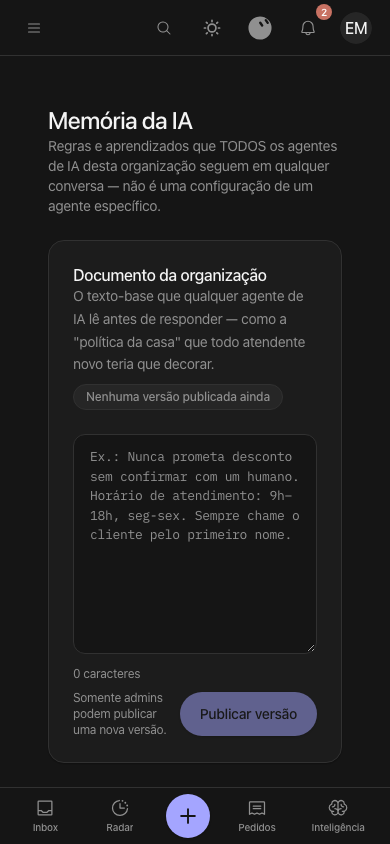 2
EM
Memória da IA
Regras e aprendizados que TODOS os agentes
de IA desta organização seguem em qualquer
conversa — não é uma configuração de um
agente específico.
Documento da organização
O texto-base que qualquer agente de
IA lê antes de responder — como a
"política da casa" que todo atendente
novo teria que decorar.
Nenhuma versão publicada ainda
Ex.: Nunca prometa desconto
sem confirmar com um humano.
Horário de atendimento: 9h–
18h, seg-sex. Sempre chame o
cliente pelo primeiro nome.
0 caracteres
Somente admins
podem publicar
uma nova versão.
Publicar versão
Inbox
Radar
Pedidos
Inteligência